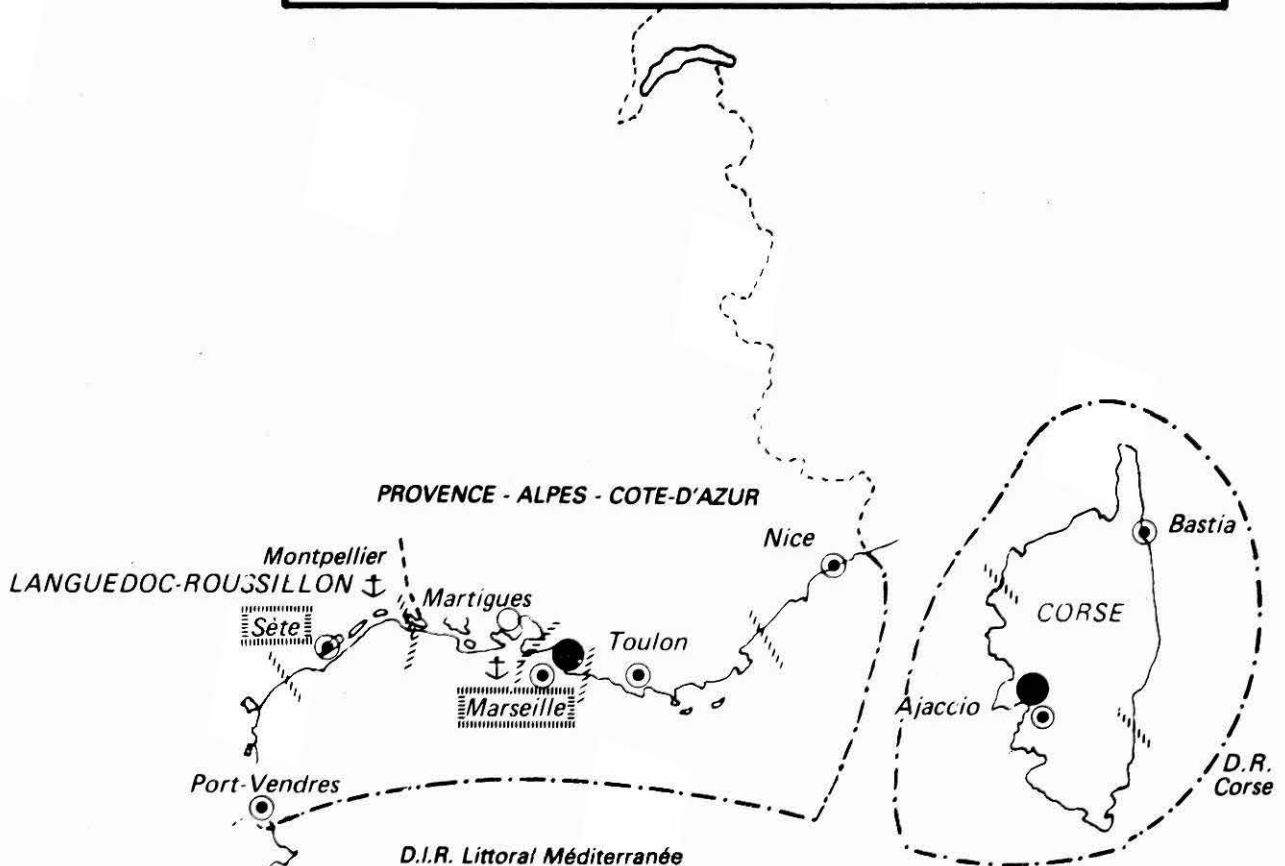 PROVENCE - ALPES - COTE-D'AZUR
Montpellier
LANGUEDOC-ROUSSILLON
Martigues
Nice
Bastia
Sète
Toulon
CORSE
Marseille
Ajaccio
Port-Vendres
D.R.
Corse
D.I.R. Littoral Méditerranée